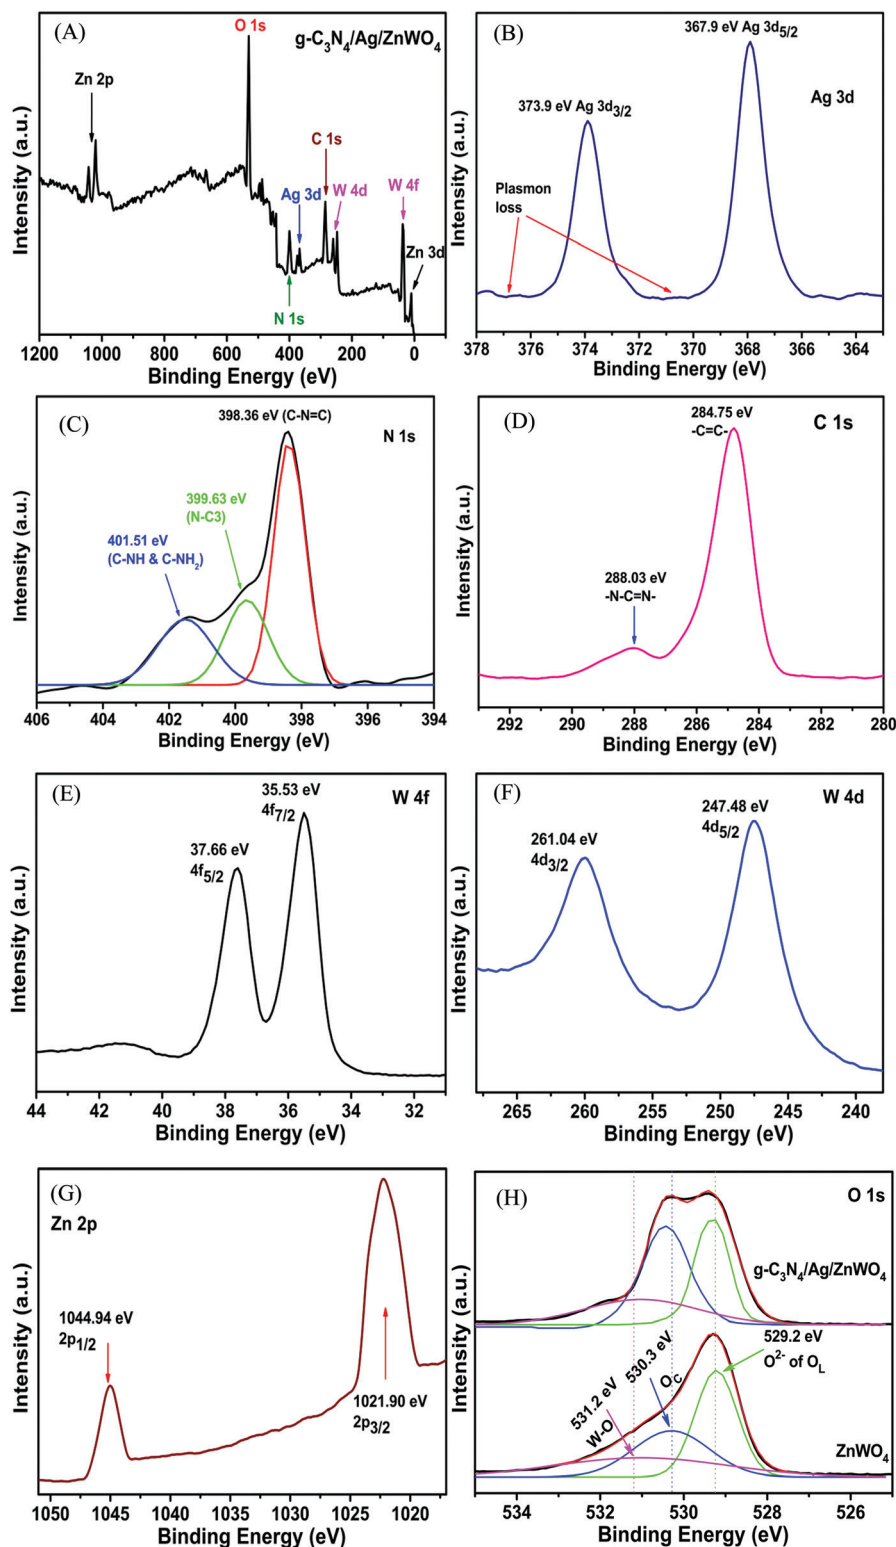 (A)
O 1s
g-C₃N₄/Ag/ZnWO₄
Zn 2p
C 1s
Ag 3d
W 4d
W 4f
Zn 3d
N 1s
Intensity (a.u.)
1200 1000 800 600 400 200 0
Binding Energy (eV)
(B)
367.9 eV Ag 3d5/2
373.9 eV Ag 3d3/2
Ag 3d
Plasmon
loss
Intensity (a.u.)
378 376 374 372 370 368 366 364
Binding Energy (eV)
(C)
398.36 eV (C-N=C)
N 1s
399.63 eV
(N-C3)
401.51 eV
(C-NH & C-NH₂)
Intensity (a.u.)
406 404 402 400 398 396 394
Binding Energy (eV)
(D)
284.75 eV
-C=C-
C 1s
288.03 eV
-N-C=N-
Intensity (a.u.)
292 290 288 286 284 282 280
Binding Energy (eV)
(E)
35.53 eV
4f7/2
W 4f
37.66 eV
4f5/2
Intensity (a.u.)
44 42 40 38 36 34 32
Binding Energy (eV)
(F)
247.48 eV
4d5/2
W 4d
261.04 eV
4d3/2
Intensity (a.u.)
265 260 255 250 245 240
Binding Energy (eV)
(G)
Zn 2p
1044.94 eV
2p1/2
1021.90 eV
2p3/2
Intensity (a.u.)
1050 1045 1040 1035 1030 1025 1020
Binding Energy (eV)
(H)
O 1s
g-C₃N₄/Ag/ZnWO₄
529.2 eV
O²⁻ of O_L
530.3 eV
O_C
531.2 eV
W-O
ZnWO₄
Intensity (a.u.)
534 532 530 528 526
Binding Energy (eV)